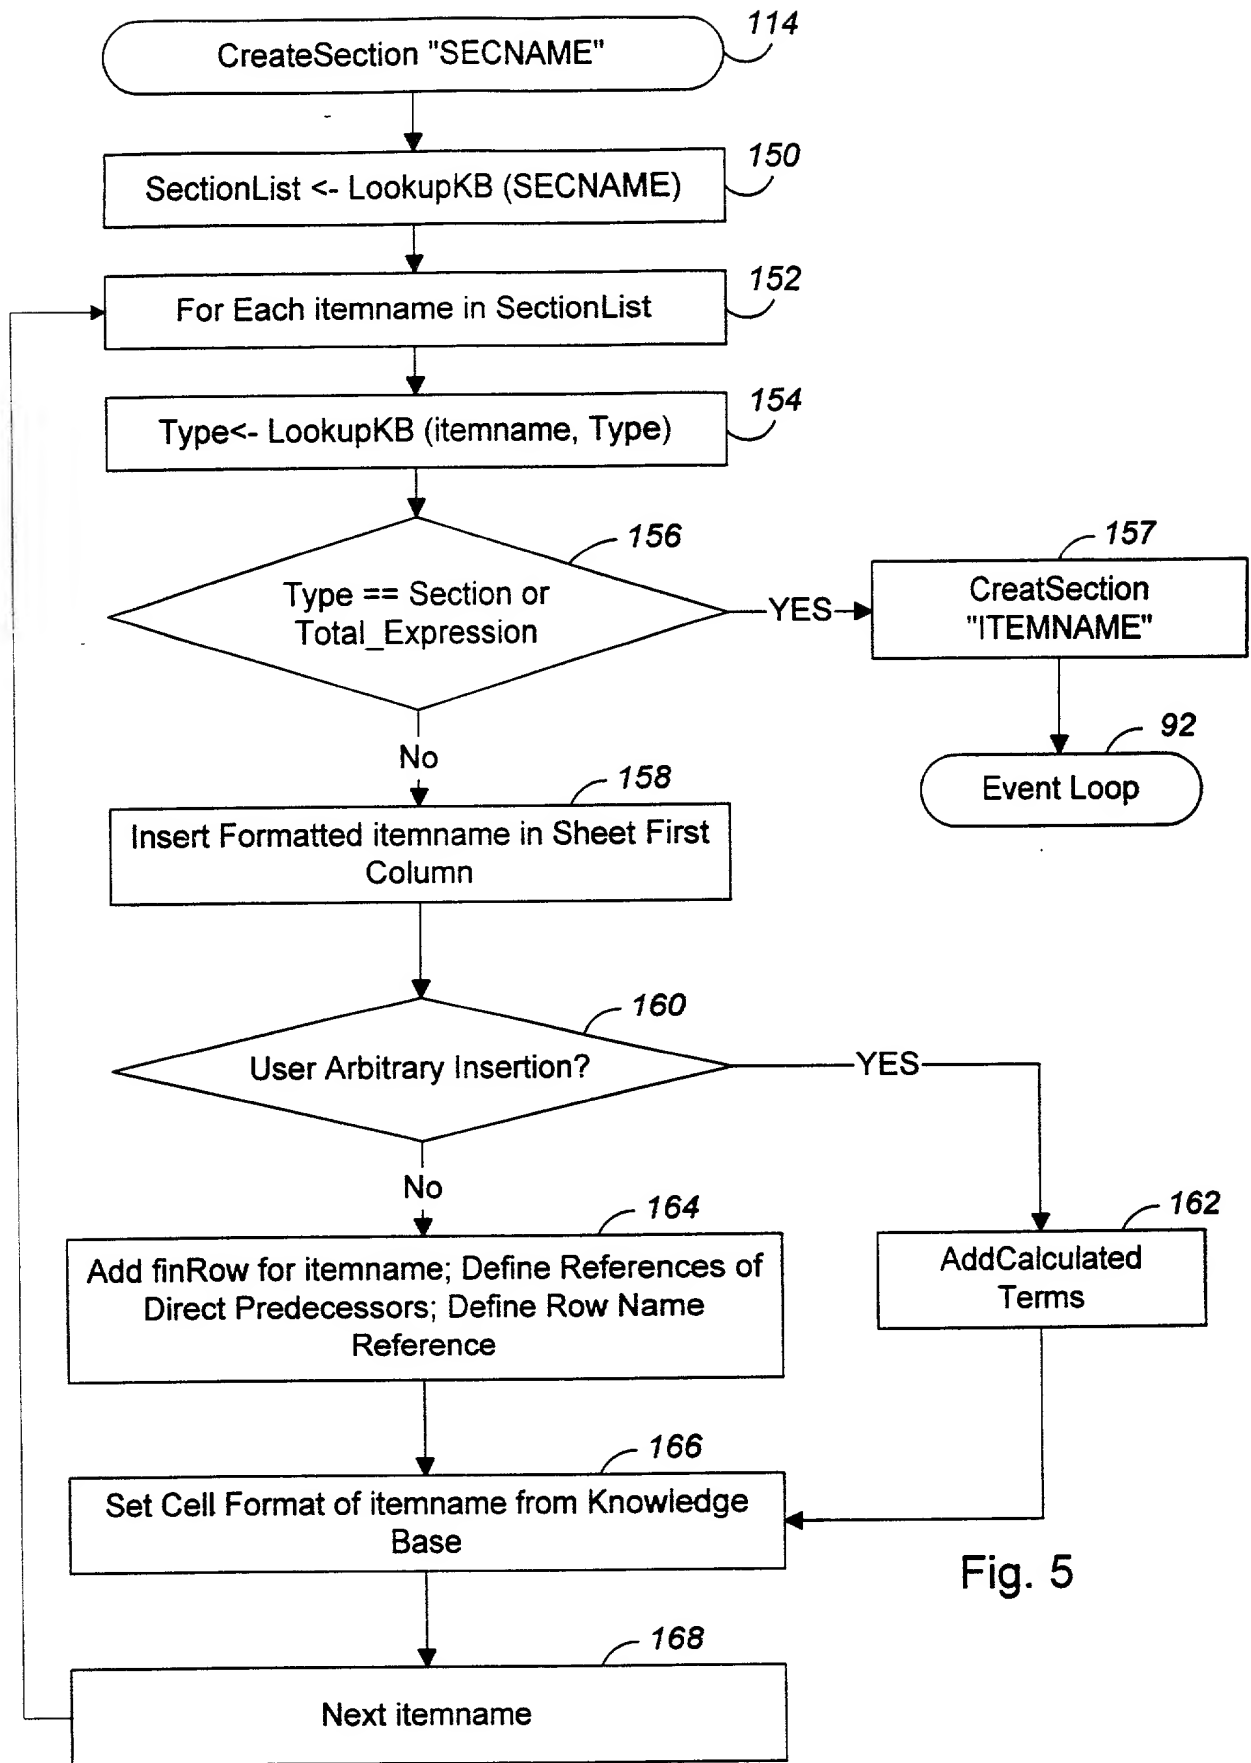 114
CreateSection "SECNAME"
150
SectionList <- LookupKB (SECNAME)
152
For Each itemname in SectionList
154
Type<- LookupKB (itemname, Type)
156
Type == Section or
Total_Expression
YES
157
CreatSection
"ITEMNAME"
92
Event Loop
No
158
Insert Formatted itemname in Sheet First
Column
160
User Arbitrary Insertion?
YES
162
AddCalculated
Terms
No
164
Add finRow for itemname; Define References of
Direct Predecessors; Define Row Name
Reference
166
Set Cell Format of itemname from Knowledge
Base
168
Next itemname
Fig. 5